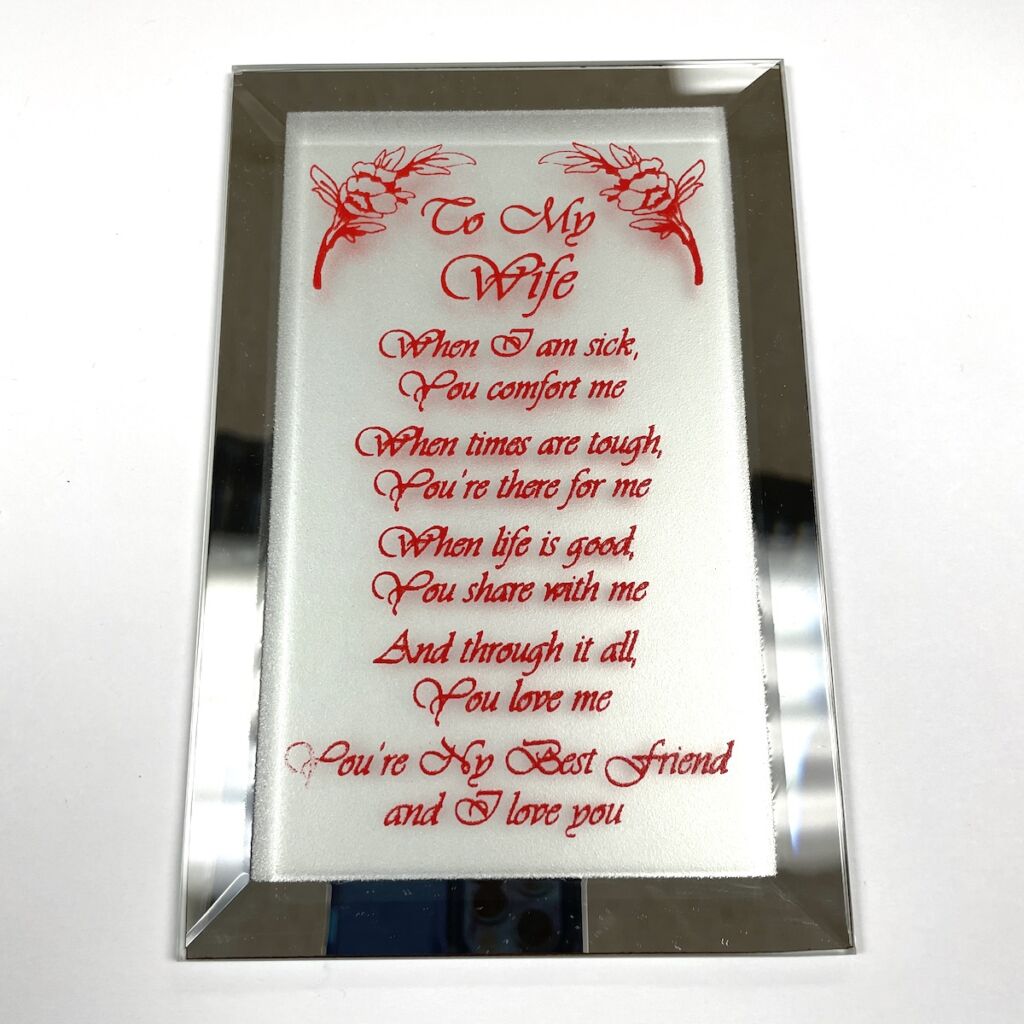 To My
Wife
When I am sick,
You comfort me
When times are tough,
You're there for me
When life is good,
You share with me
And through it all,
You love me
You're My Best Friend
and I love you